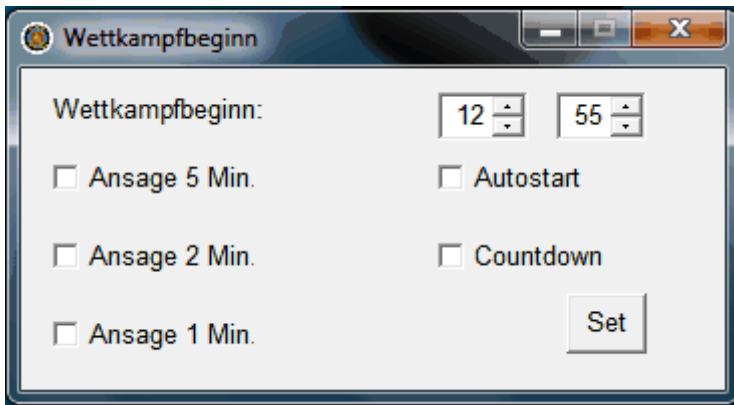 Wettkampfbeginn
Wettkampfbeginn: 12 55
Ansage 5 Min. Autostart
Ansage 2 Min. Countdown
Set
Ansage 1 Min.